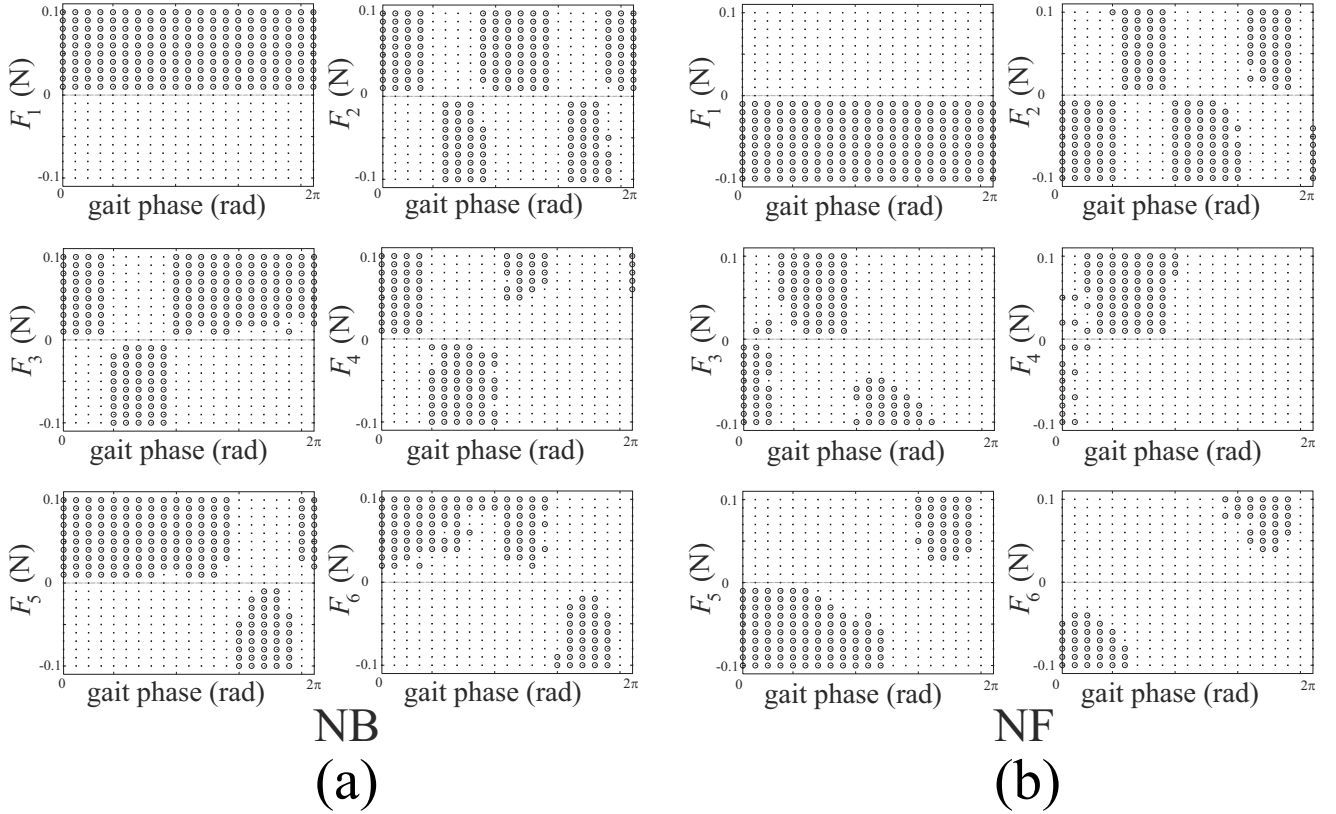 0.1 0.1 0.1 0.1
F1 (N) F2 (N) F1 (N) F2 (N)
0 0 0 0
-0.1 -0.1 -0.1 -0.1
0 2π 0 2π 0 2π 0 2π
gait phase (rad) gait phase (rad) gait phase (rad) gait phase (rad)
0.1 0.1 0.1 0.1
F3 (N) F4 (N) F3 (N) F4 (N)
0 0 0 0
-0.1 -0.1 -0.1 -0.1
0 2π 0 2π 0 2π 0 2π
gait phase (rad) gait phase (rad) gait phase (rad) gait phase (rad)
0.1 0.1 0.1 0.1
F5 (N) F6 (N) F5 (N) F6 (N)
0 0 0 0
-0.1 -0.1 -0.1 -0.1
0 2π 0 2π 0 2π 0 2π
gait phase (rad) gait phase (rad) gait phase (rad) gait phase (rad)
NB NF
(a) (b)